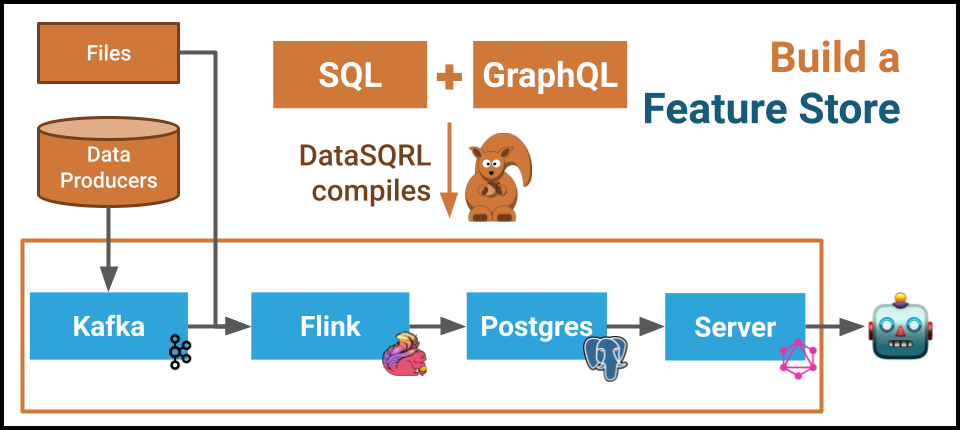 Files
SQL
+
GraphQL
Build a
Feature Store
Data
Producers
DataSQRL
compiles
Kafka
Flink
Postgres
Server